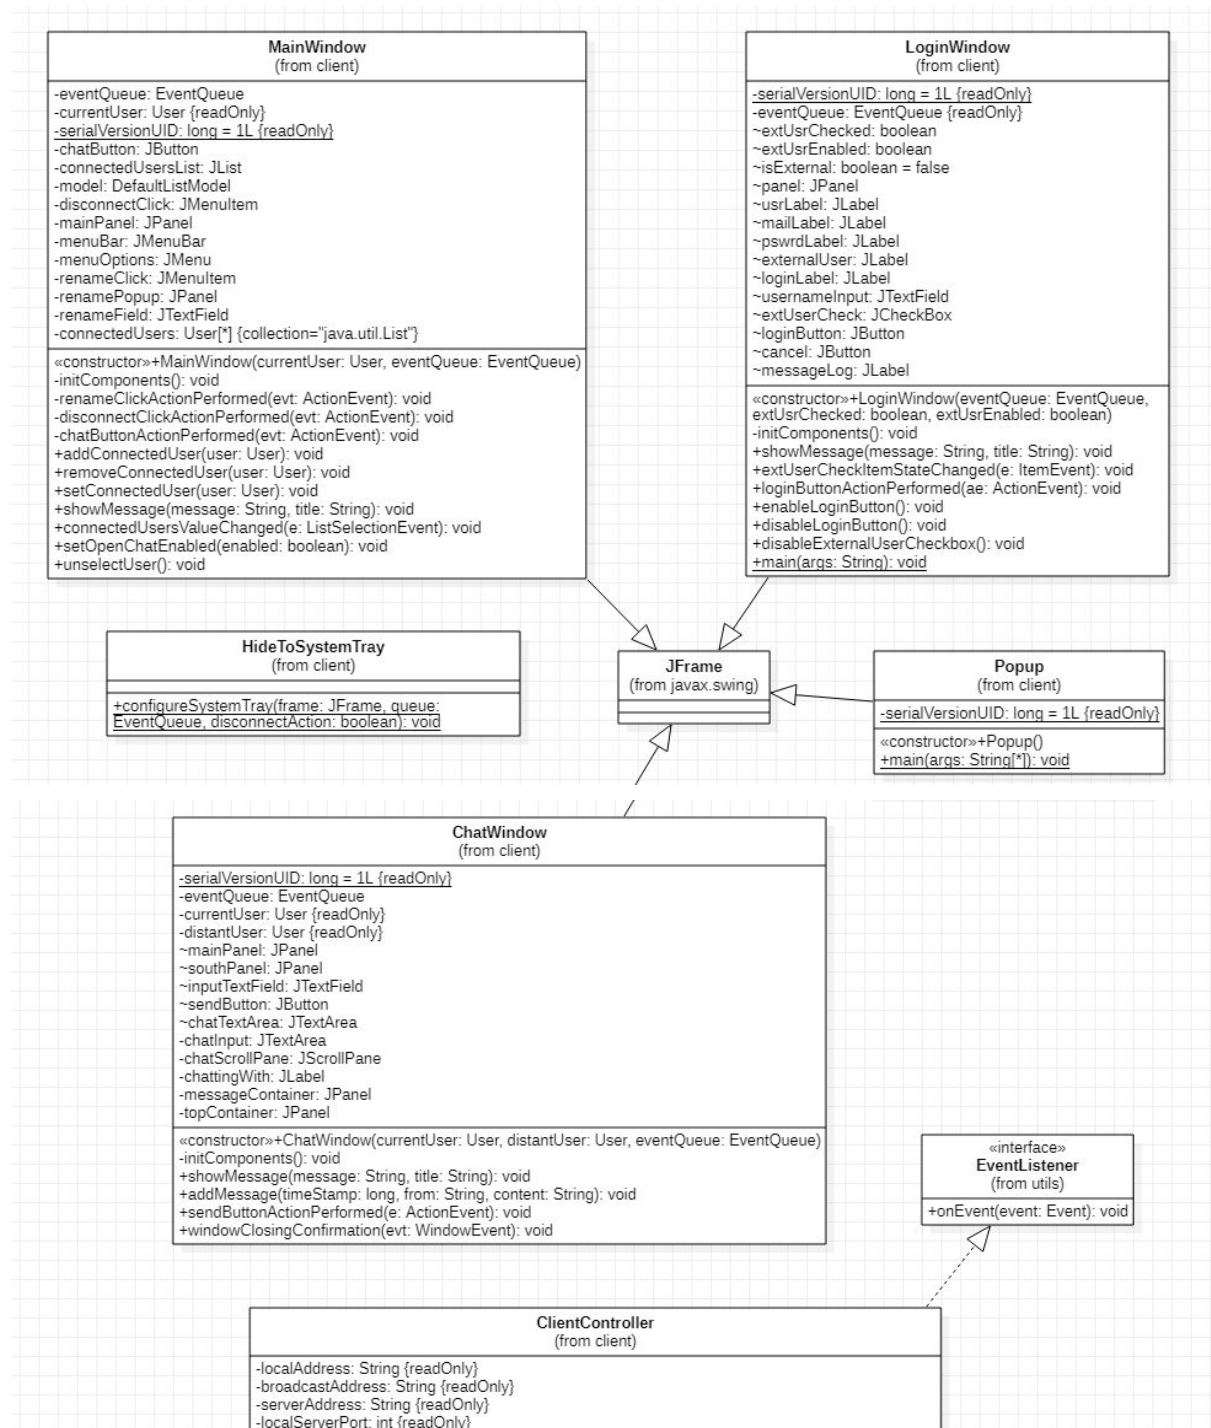 MainWindow
(from client)
-eventQueue: EventQueue
-currentUser: User {readOnly}
-serialVersionUID: long = 1L {readOnly}
-chatButton: JButton
-connectedUsersList: JList
-model: DefaultListModel
-disconnectClick: JMenuItem
-mainPanel: JPanel
-menuBar: JMenuBar
-menuOptions: JMenu
-renameClick: JMenuItem
-renamePopup: JPanel
-renameField: JTextField
-connectedUsers: User[*] {collection="java.util.List"}
«constructor»+MainWindow(currentUser: User, eventQueue: EventQueue)
-initComponents(): void
-renameClickActionPerformed(evt: ActionEvent): void
-disconnectClickActionPerformed(evt: ActionEvent): void
-chatButtonActionPerformed(evt: ActionEvent): void
+addConnectedUser(user: User): void
+removeConnectedUser(user: User): void
+setConnectedUser(user: User): void
+showMessage(message: String, title: String): void
+connectedUsersValueChanged(e: ListSelectionEvent): void
+setOpenChatEnabled(enabled: boolean): void
+unselectUser(): void
LoginWindow
(from client)
-serialVersionUID: long = 1L {readOnly}
-eventQueue: EventQueue {readOnly}
~extUsrChecked: boolean
~extUsrEnabled: boolean
~isExternal: boolean = false
~panel: JPanel
~usrLabel: JLabel
~mailLabel: JLabel
~pswrdLabel: JLabel
~externalUser: JLabel
~loginLabel: JLabel
~usernameInput: JTextField
~extUserCheck: JCheckBox
~loginButton: JButton
~cancel: JButton
~messageLog: JLabel
«constructor»+LoginWindow(eventQueue: EventQueue,
extUsrChecked: boolean, extUsrEnabled: boolean)
-initComponents(): void
+showMessage(message: String, title: String): void
+extUserCheckItemStateChanged(e: ItemEvent): void
+loginButtonActionPerformed(ae: ActionEvent): void
+enableLoginButton(): void
+disableLoginButton(): void
+disableExternalUserCheckbox(): void
+main(args: String): void
HideToSystemTray
(from client)
+configureSystemTray(frame: JFrame, queue:
EventQueue, disconnectAction: boolean): void
JFrame
(from javax.swing)
Popup
(from client)
-serialVersionUID: long = 1L {readOnly}
«constructor»+Popup()
+main(args: String[*]): void
ChatWindow
(from client)
-serialVersionUID: long = 1L {readOnly}
-eventQueue: EventQueue
-currentUser: User {readOnly}
-distantUser: User {readOnly}
~mainPanel: JPanel
~southPanel: JPanel
~inputTextField: JTextField
~sendButton: JButton
~chatTextArea: JTextArea
-chatInput: JTextArea
-chatScrollPane: JScrollPane
-chattingWith: JLabel
-messageContainer: JPanel
-topContainer: JPanel
«constructor»+ChatWindow(currentUser: User, distantUser: User, eventQueue: EventQueue)
-initComponents(): void
+showMessage(message: String, title: String): void
+addMessage(timeStamp: long, from: String, content: String): void
+sendButtonActionPerformed(e: ActionEvent): void
+windowClosingConfirmation(evt: WindowEvent): void
«interface»
EventListener
(from utils)
+onEvent(event: Event): void
ClientController
(from client)
-localAddress: String {readOnly}
-broadcastAddress: String {readOnly}
-serverAddress: String {readOnly}
-localServerPort: int {readOnly}